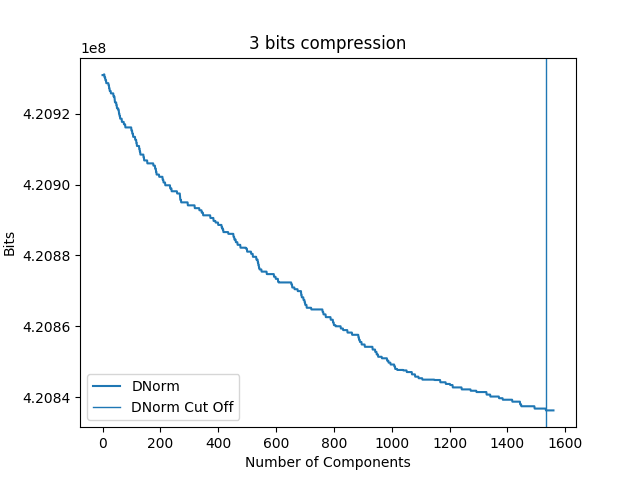 3 bits compression
1e8
4.2092
4.2090
4.2088
4.2086
4.2084
Bits
DNorm
DNorm Cut Off
0 200 400 600 800 1000 1200 1400 1600
Number of Components